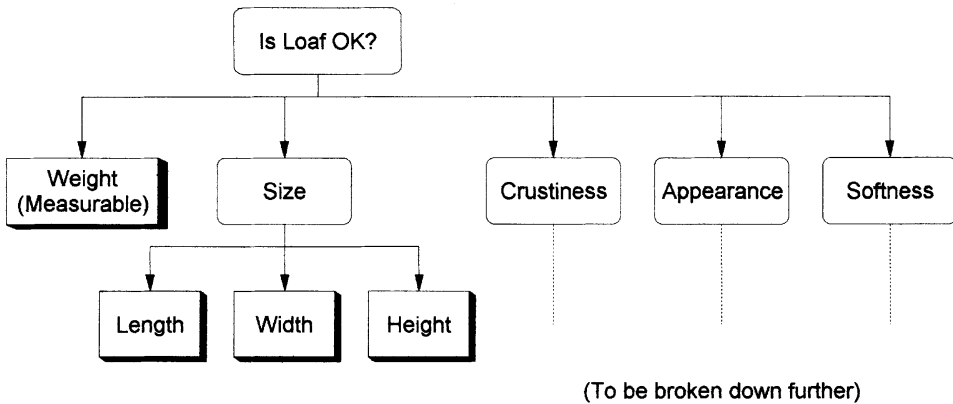 Is Loaf OK?
Weight
(Measurable)
Size
Crustiness
Appearance
Softness
Length
Width
Height
(To be broken down further)